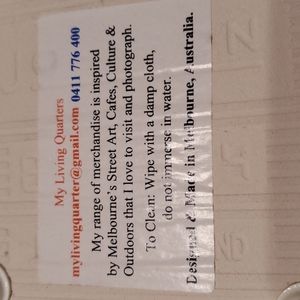 My Living Quarters
mylivingquarter@gmail.com 0411 776 400
My range of merchandise is inspired
by Melbourne's Street Art, Cafes, Culture &
Outdoors that I love to visit and photograph.
To Clean: Wipe with a damp cloth,
do not immerse in water.
Designed & Made in Melbourne, Australia.